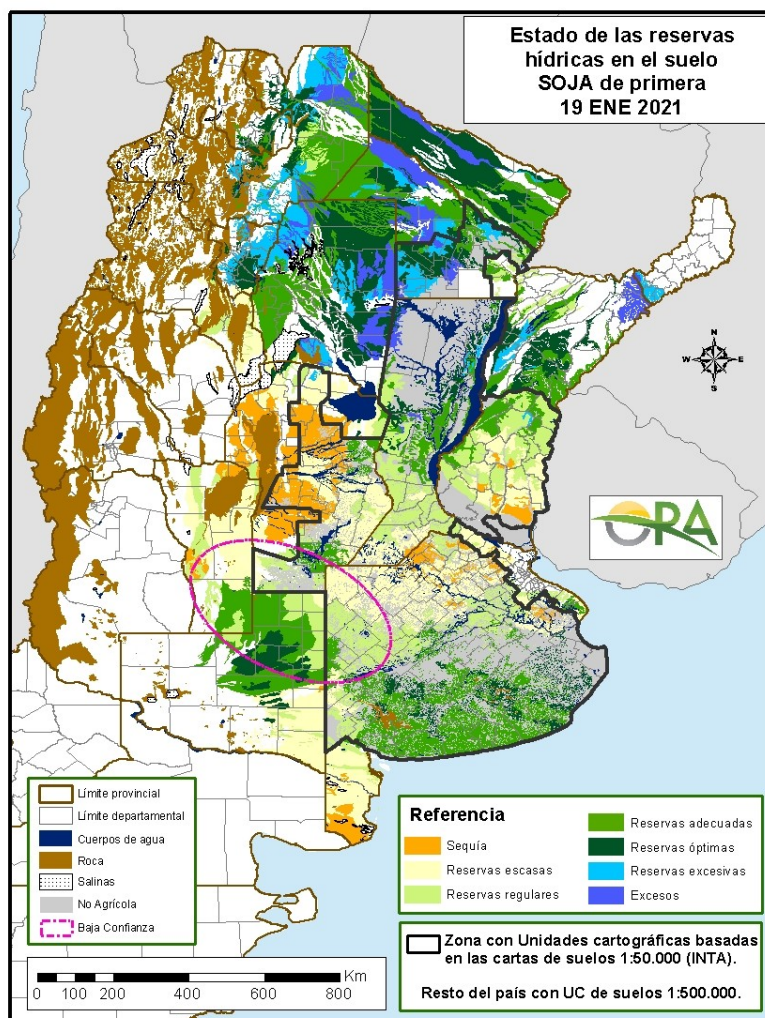 Estado de las reservas
hídricas en el suelo
SOJA de primera
19 ENE 2021
N
W
E
S
ORA
Límite provincial
Límite departamental
Cuerpos de agua
Roca
Salinas
No Agrícola
Baja Confianza
Km
0 100 200 400 600 800
Referencia
Sequía
Reservas escasas
Reservas regulares
Reservas adecuadas
Reservas óptimas
Reservas excesivas
Excesos
Zona con Unidades cartográficas basadas
en las cartas de suelos 1:50.000 (INTA).
Resto del país con UC de suelos 1:500.000.